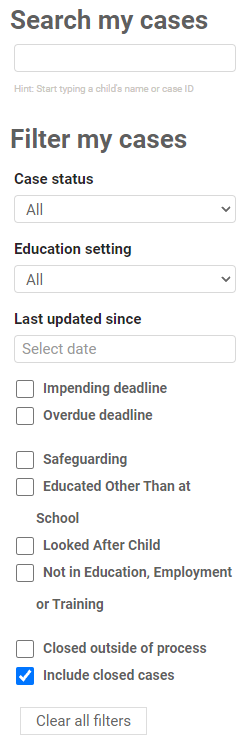 Search my cases
Hint: Start typing a child's name or case ID
Filter my cases
Case status
All
Education setting
All
Last updated since
Select date
Impending deadline
Overdue deadline
Safeguarding
Educated Other Than at
School
Looked After Child
Not in Education, Employment
or Training
Closed outside of process
Include closed cases
Clear all filters